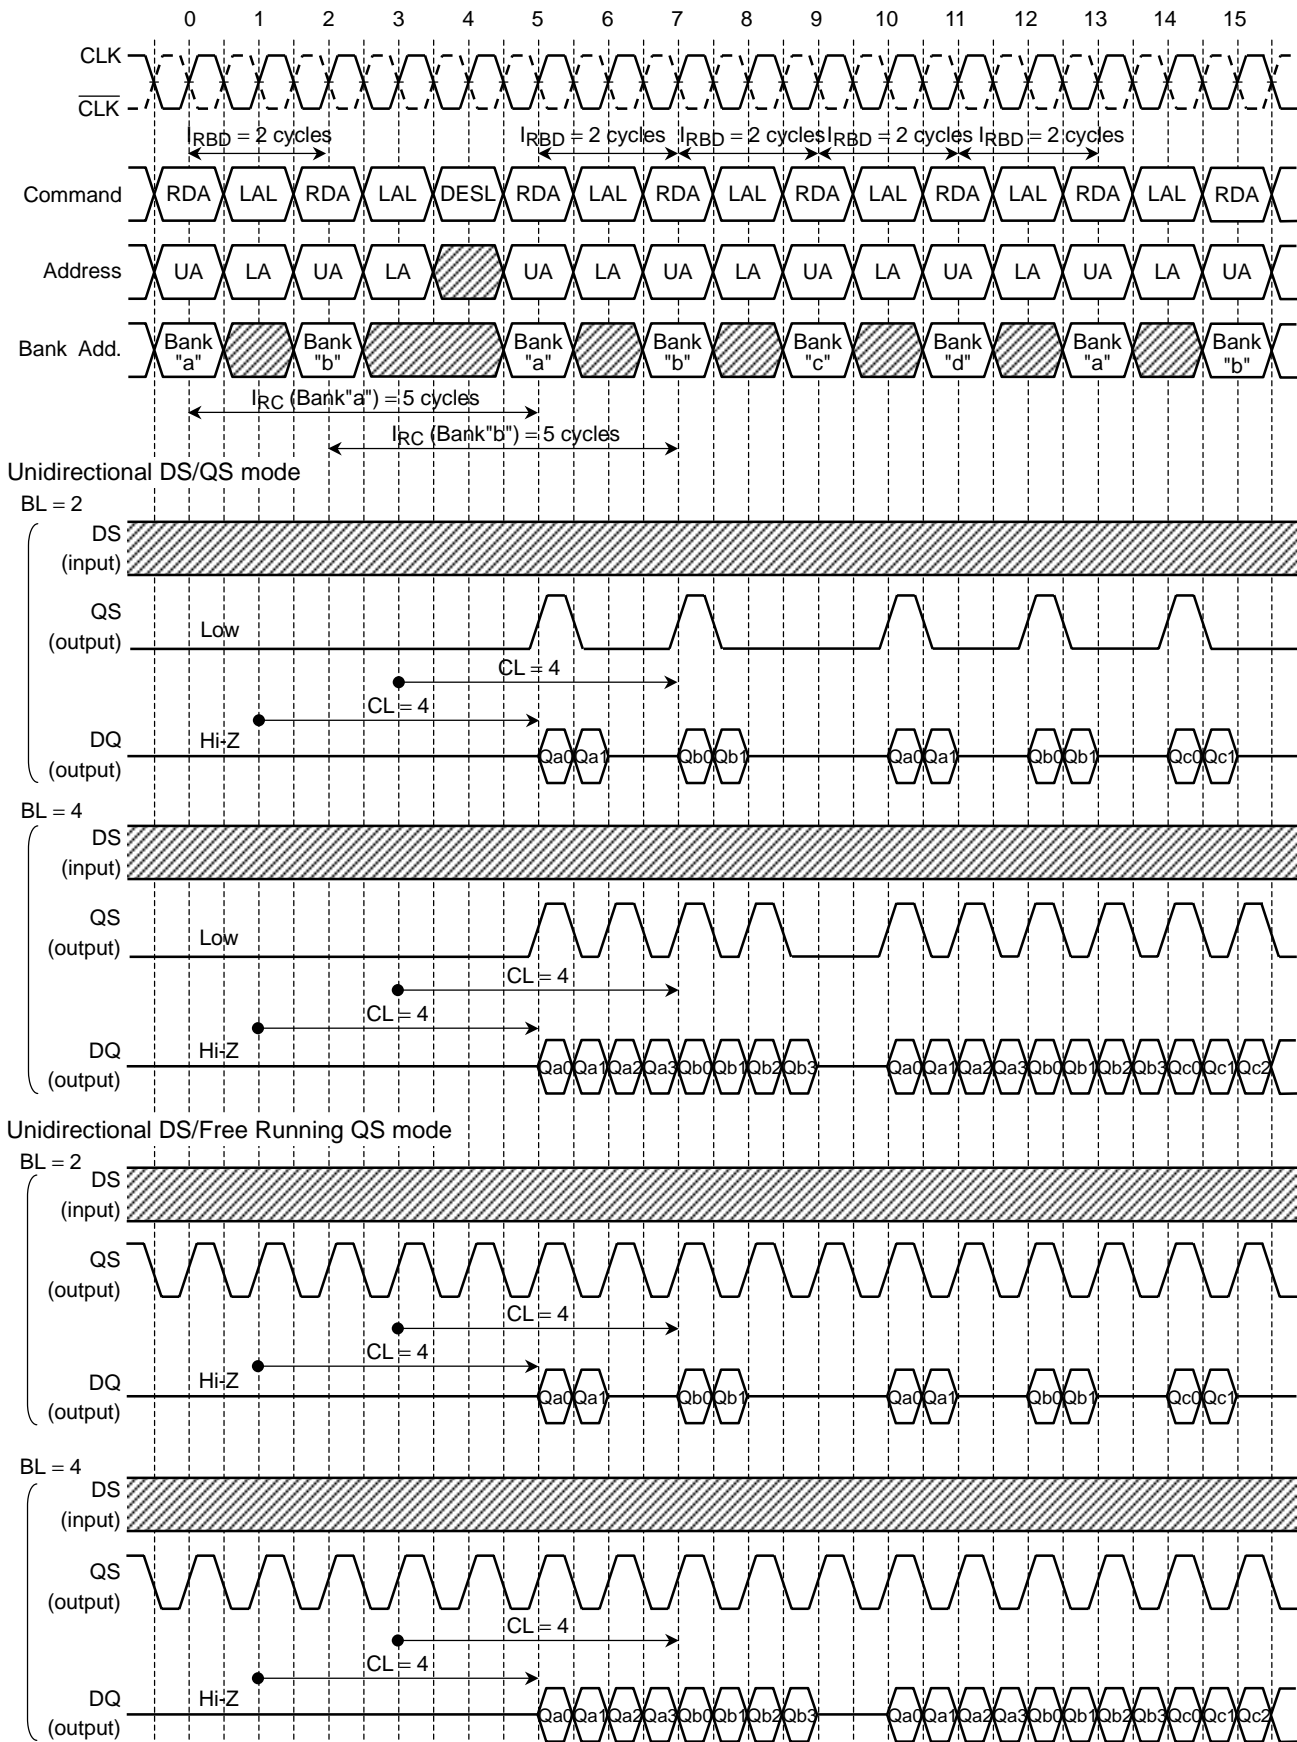 0 1 2 3 4 5 6 7 8 9 10 11 12 13 14 15
CLK
CLK
IRBD = 2 cycles IRBD = 2 cycles IRBD = 2 cycles IRBD = 2 cycles IRBD = 2 cycles
Command RDA LAL RDA LAL DESL RDA LAL RDA LAL RDA LAL RDA LAL RDA LAL RDA
Address UA LA UA LA UA LA UA LA UA LA UA LA UA LA UA
Bank Add. Bank "a" Bank "b" Bank "a" Bank "b" Bank "c" Bank "d" Bank "a" Bank "b"
IRC (Bank"a") = 5 cycles
IRC (Bank"b") = 5 cycles
Unidirectional DS/QS mode
BL = 2
DS
(input)
QS
(output) Low
CL = 4
CL = 4
DQ
(output) Hi-Z Qa0 Qa1 Qb0 Qb1 Qa0 Qa1 Qb0 Qb1 Qc0 Qc1
BL = 4
DS
(input)
QS
(output) Low
CL = 4
CL = 4
DQ
(output) Hi-Z Qa0 Qa1 Qa2 Qa3 Qb0 Qb1 Qb2 Qb3 Qa0 Qa1 Qa2 Qa3 Qb0 Qb1 Qb2 Qb3 Qc0 Qc1 Qc2
Unidirectional DS/Free Running QS mode
BL = 2
DS
(input)
QS
(output)
CL = 4
CL = 4
DQ
(output) Hi-Z Qa0 Qa1 Qb0 Qb1 Qa0 Qa1 Qb0 Qb1 Qc0 Qc1
BL = 4
DS
(input)
QS
(output)
CL = 4
CL = 4
DQ
(output) Hi-Z Qa0 Qa1 Qa2 Qa3 Qb0 Qb1 Qb2 Qb3 Qa0 Qa1 Qa2 Qa3 Qb0 Qb1 Qb2 Qb3 Qc0 Qc1 Qc2